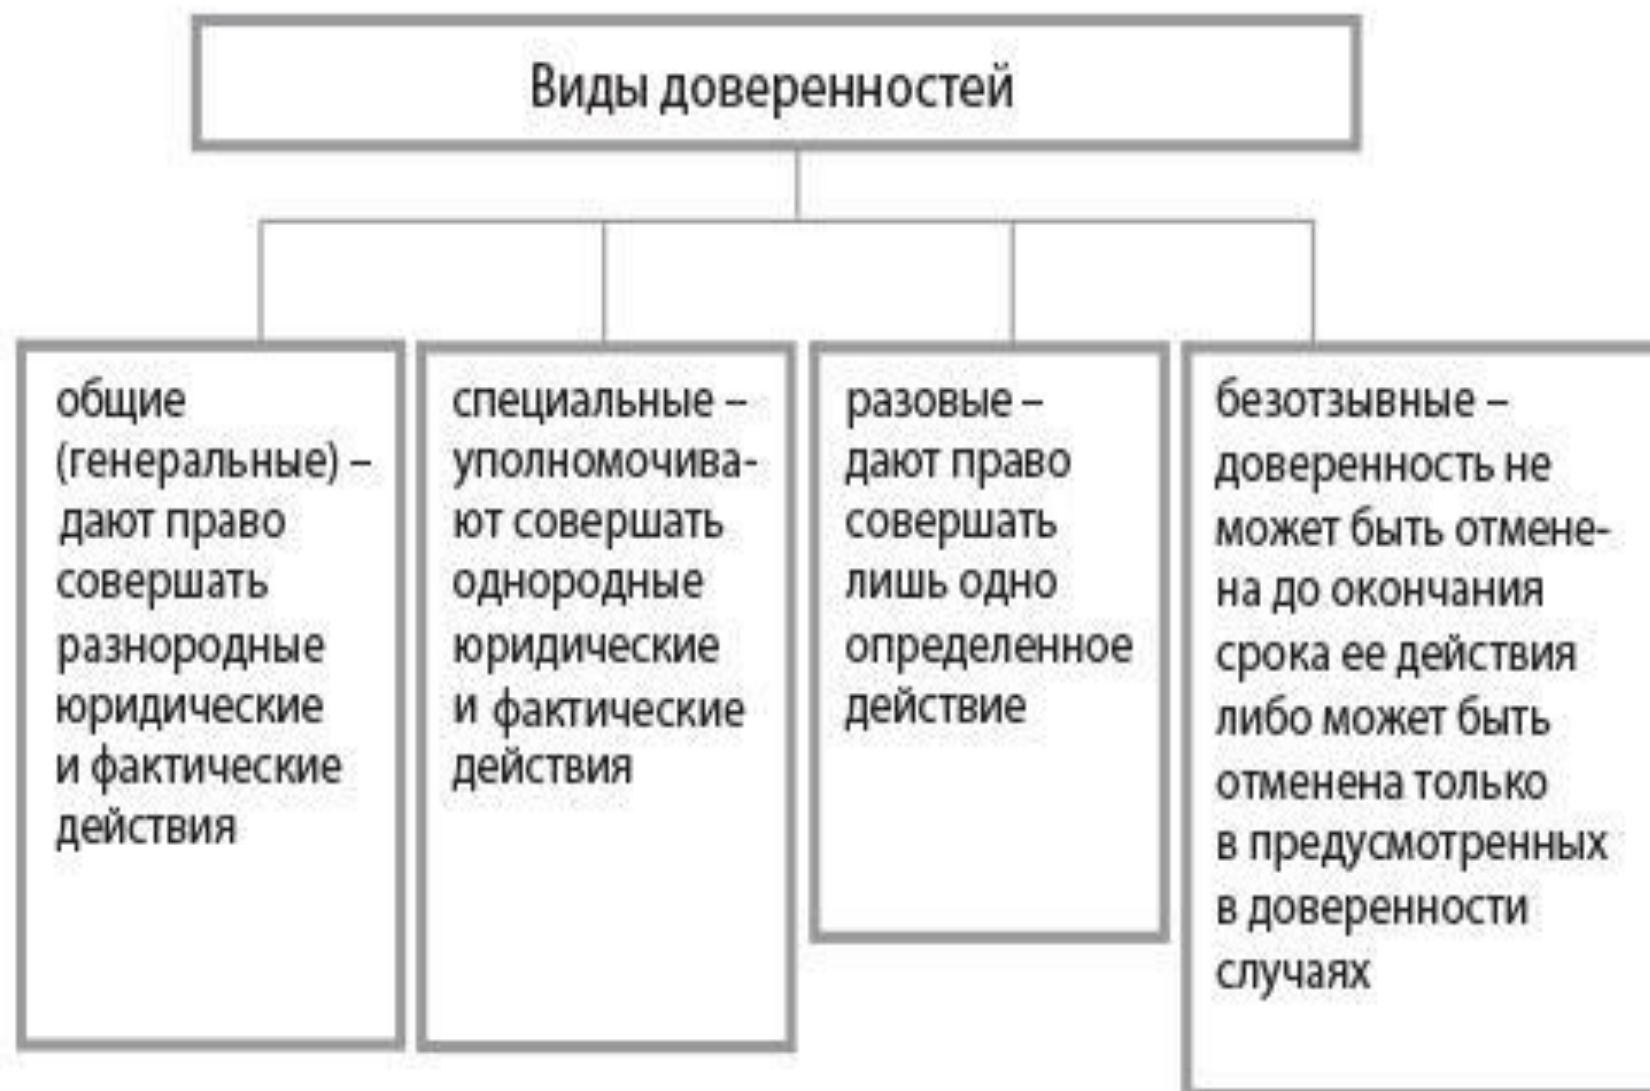 Виды доверенностей
общие
(генеральные) –
дают право
совершать
разнородные
юридические
и фактические
действия
специальные –
уполномочива-
ют совершать
однородные
юридические
и фактические
действия
разовые –
дают право
совершать
лишь одно
определенное
действие
безотзывные –
доверенность не
может быть отмене-
на до окончания
срока ее действия
либо может быть
отменена только
в предусмотренных
в доверенности
случаях